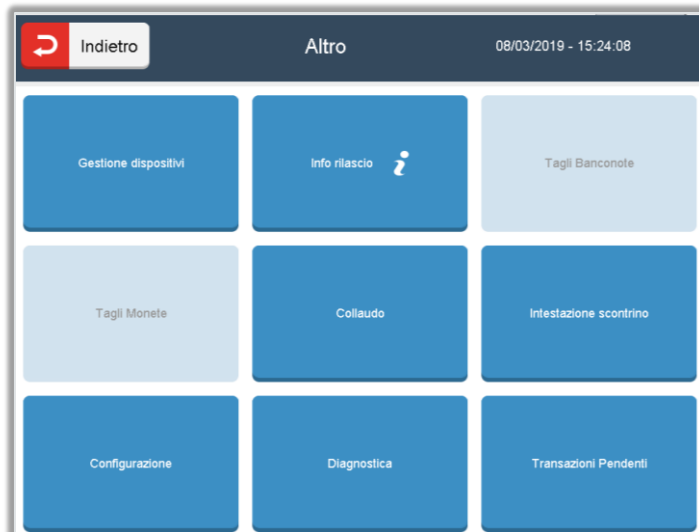 Indietro
Altro
08/03/2019 - 15:24:08
Gestione dispositivi
Info rilascio
Tagli Banconote
Tagli Monete
Collaudo
Intestazione scontrino
Configurazione
Diagnostica
Transazioni Pendenti